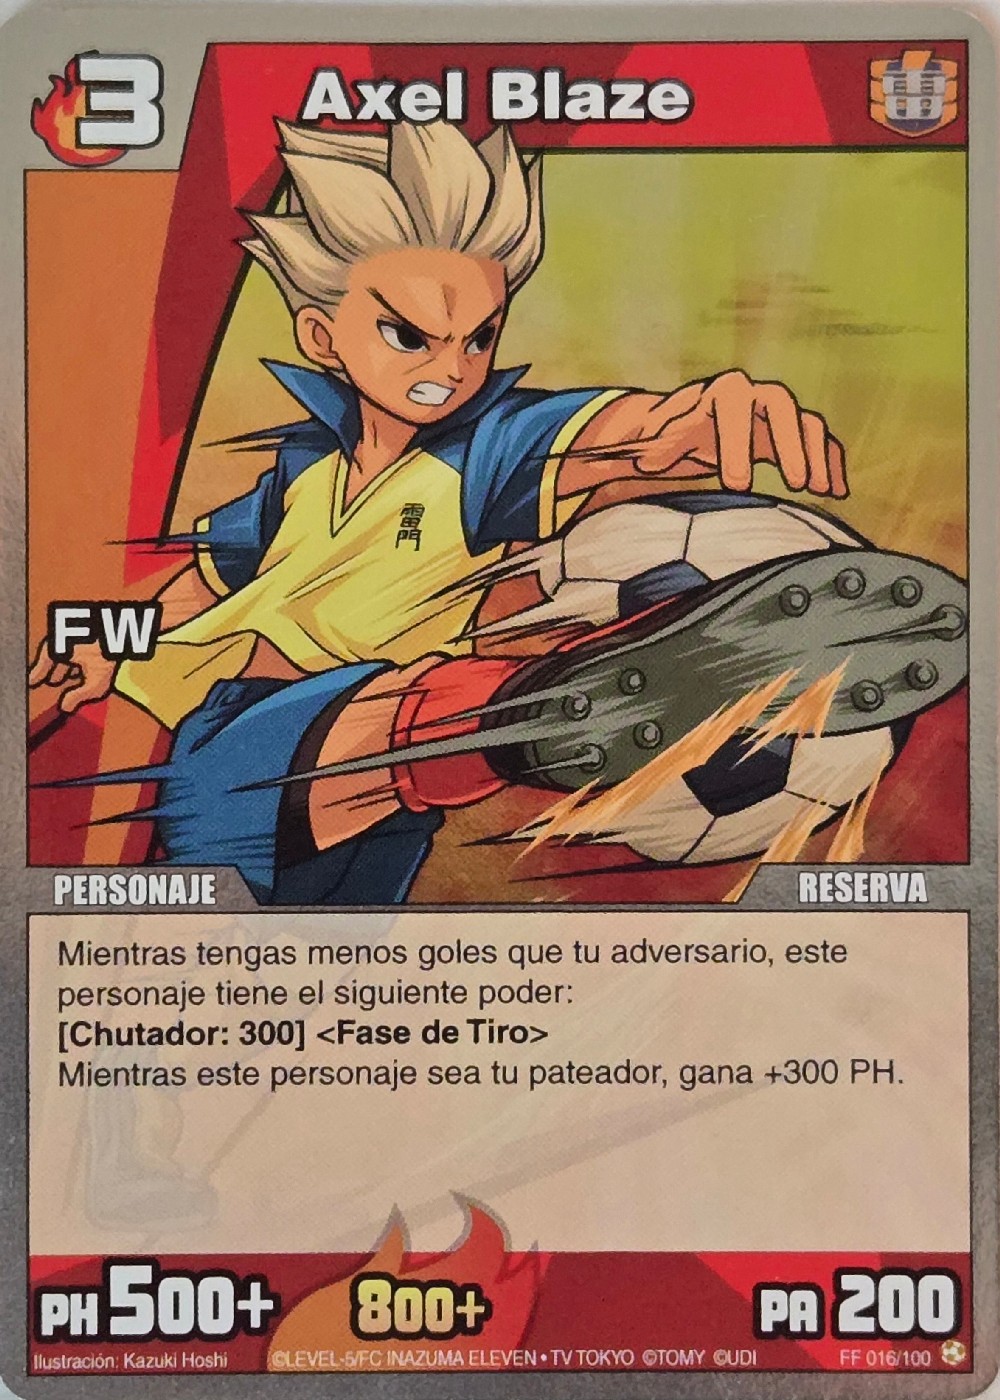 3
Axel Blaze
雷門
FW
PERSONAJE
RESERVA
Mientras tengas menos goles que tu adversario, este
personaje tiene el siguiente poder:
[Chutador: 300] <Fase de Tiro>
Mientras este personaje sea tu pateador, gana +300 PH.
PH 500+
800+
PA 200
Ilustración: Kazuki Hoshi
©LEVEL-5/FC INAZUMA ELEVEN • TV TOKYO ©TOMY ©UDI
FF 016/100